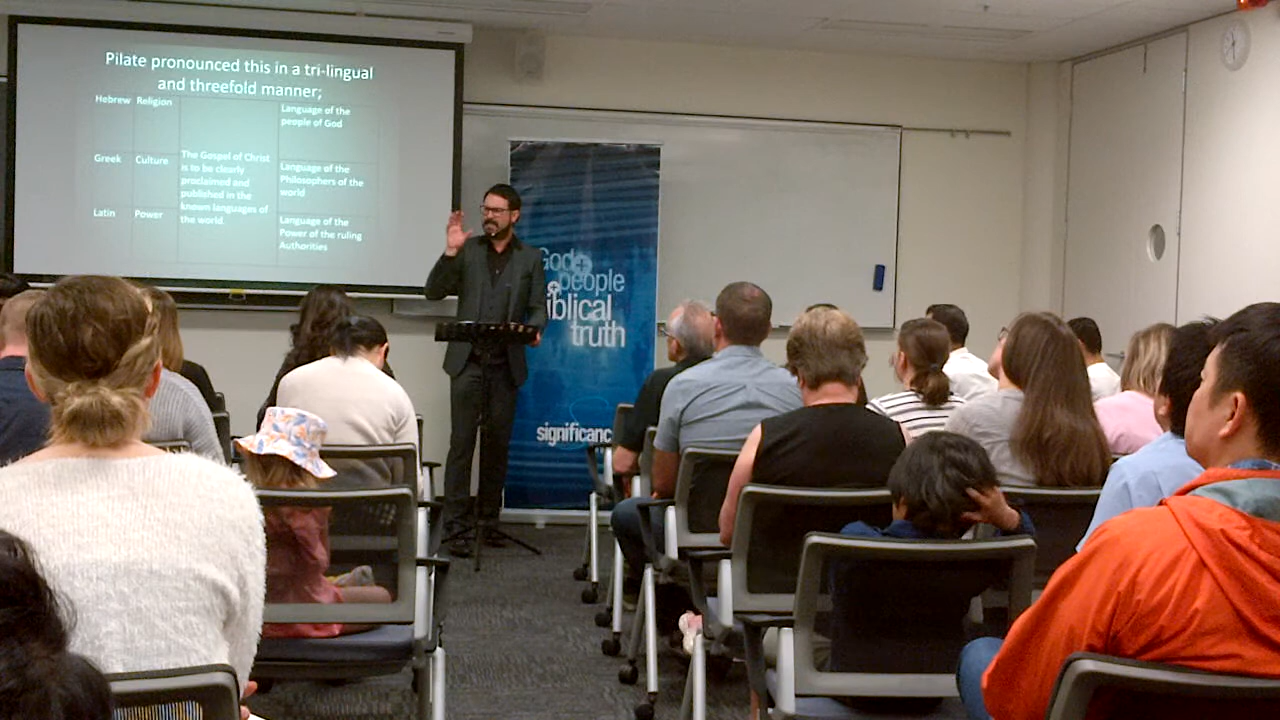 Pilate pronounced this in a tri-lingual
and threefold manner;
Hebrew Religion
Language of the
people of God
Greek Culture
The Gospel of Christ
is to be clearly
proclaimed and
published in the
known languages of
the world.
Language of the
Philosophers of the
world
Latin Power
Language of the
Power of the ruling
Authorities
God
people
iblical
truth
significanc